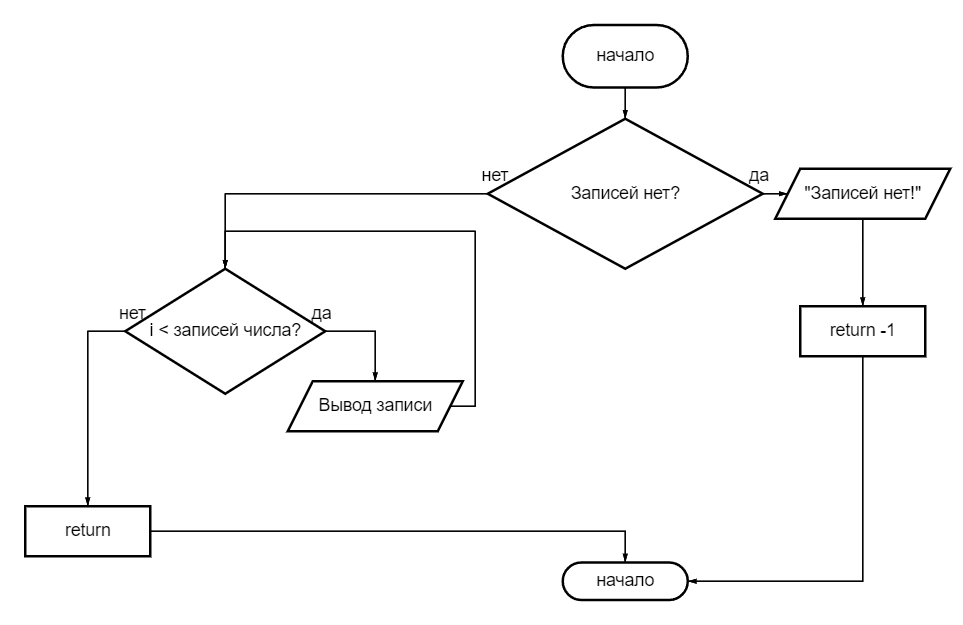 начало
нет
да
Записей нет?
"Записей нет!"
нет
да
i < записей числа?
return -1
Вывод записи
return
начало